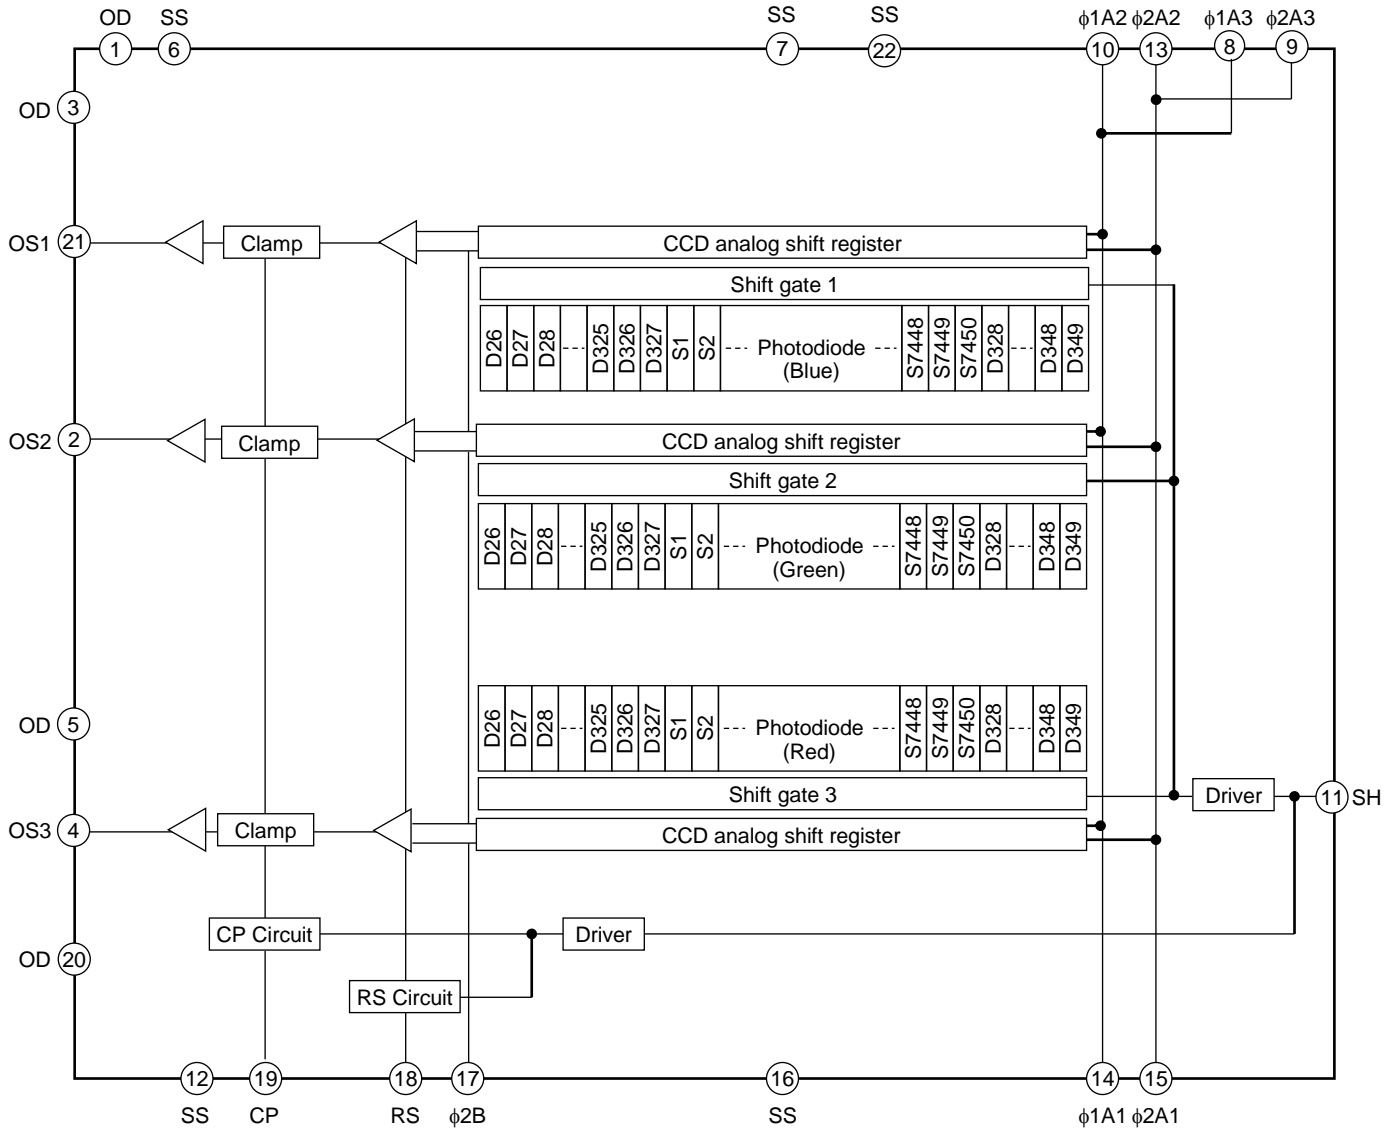 OD SS SS SS ϕ1A2 ϕ2A2 ϕ1A3 ϕ2A3
1 6 7 22 10 13 8 9
OD 3
OS1 21 Clamp CCD analog shift register
Shift gate 1
D26 D27 D28 ---- D325 D326 D327 S1 S2 --- Photodiode --- S7448 S7449 S7450 D328 ---- D348 D349
(Blue)
OS2 2 Clamp CCD analog shift register
Shift gate 2
D26 D27 D28 ---- D325 D326 D327 S1 S2 --- Photodiode --- S7448 S7449 S7450 D328 ---- D348 D349
(Green)
OD 5 D26 D27 D28 ---- D325 D326 D327 S1 S2 --- Photodiode --- S7448 S7449 S7450 D328 ---- D348 D349
(Red)
Shift gate 3 Driver 11 SH
OS3 4 Clamp CCD analog shift register
CP Circuit Driver
OD 20
RS Circuit
12 19 18 17 16 14 15
SS CP RS ϕ2B SS ϕ1A1 ϕ2A1